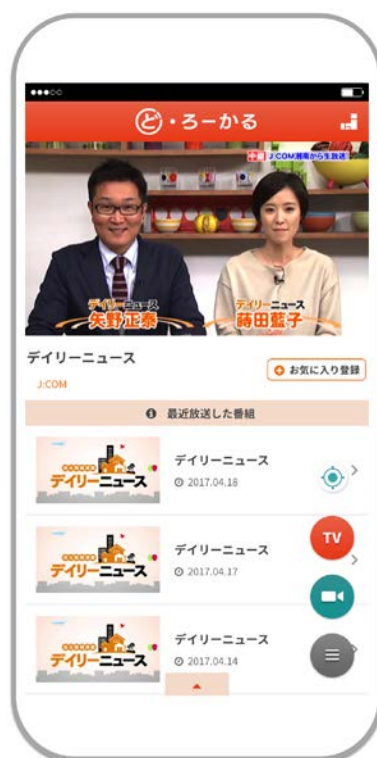 ど・ろーかる
J:COM湘南から生放送
デイリーニュース
矢野正泰
デイリーニュース
蒔田藍子
デイリーニュース
J:COM
お気に入り登録
最近放送した番組
デイリーニュース
デイリーニュース
2017.04.18
TV
デイリーニュース
デイリーニュース
2017.04.17
デイリーニュース
デイリーニュース
2017.04.14